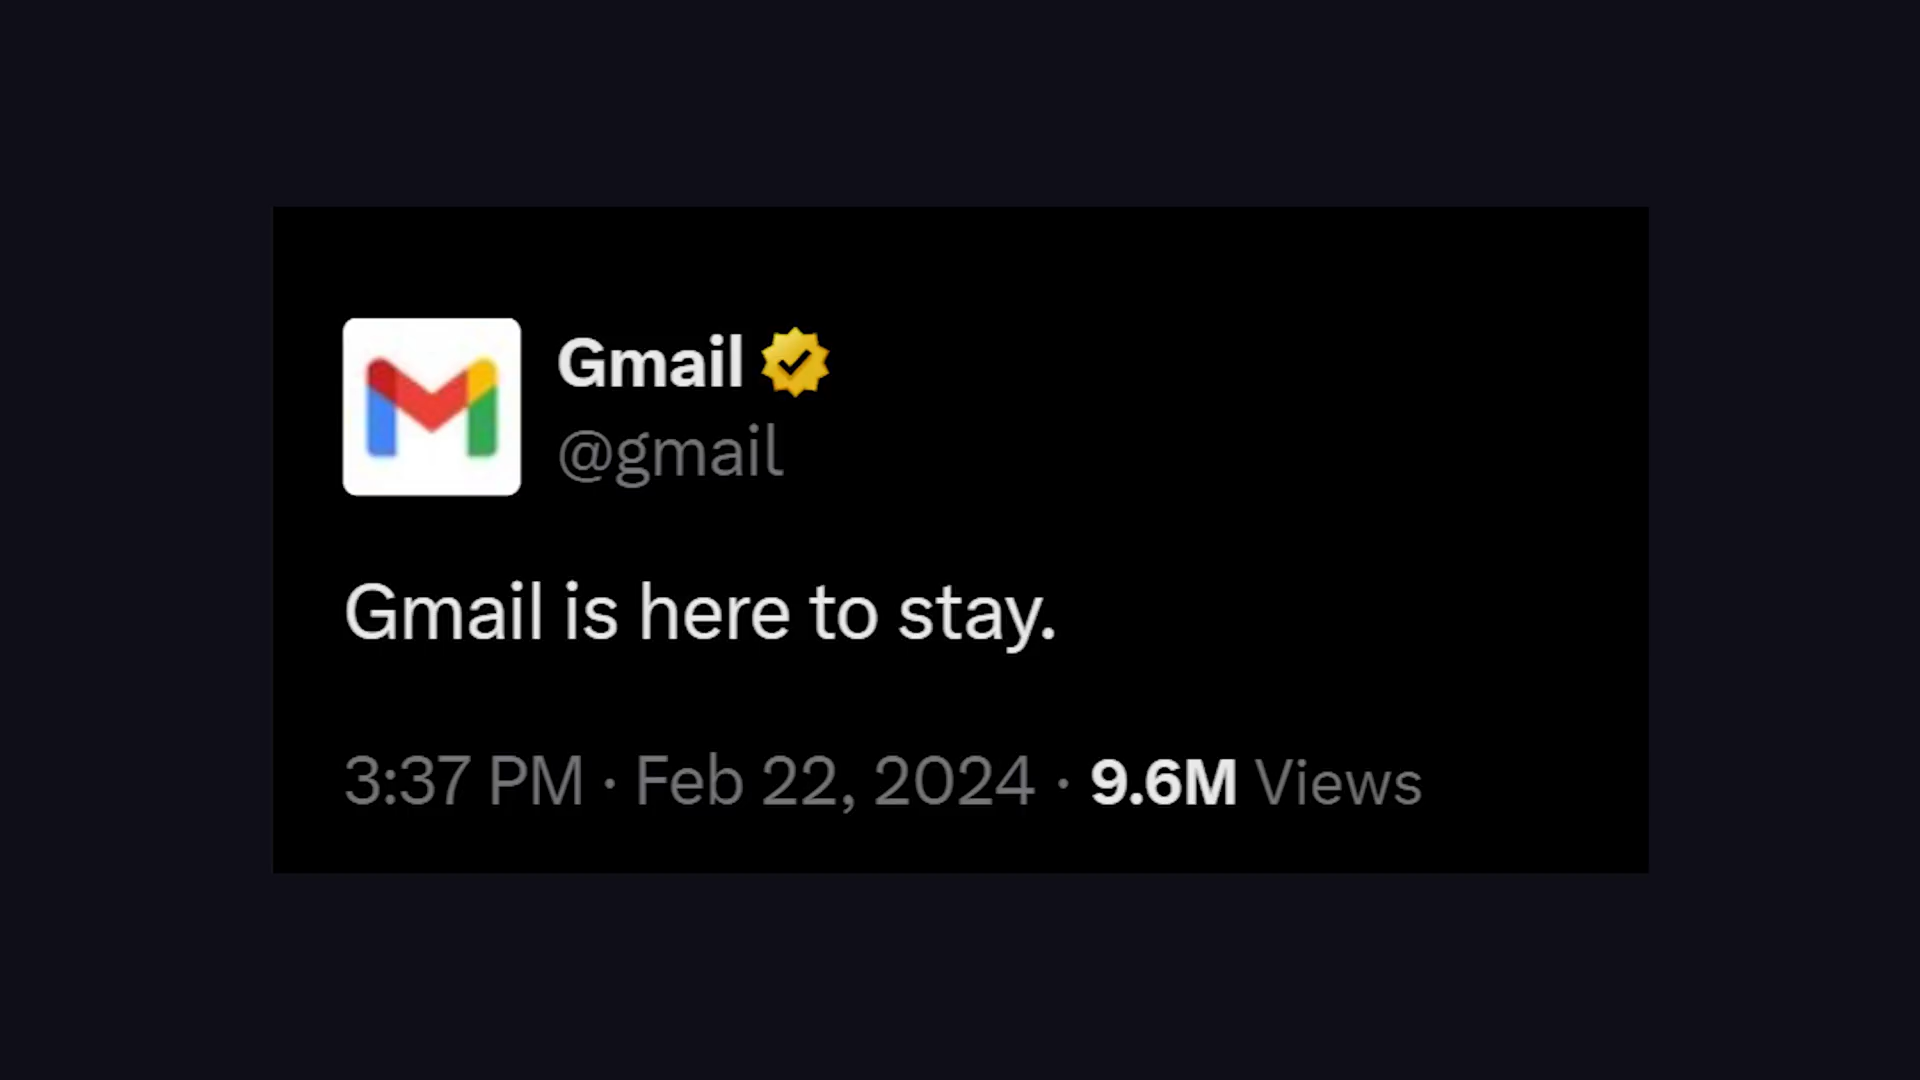 Gmail
@gmail
Gmail is here to stay.
3:37 PM · Feb 22, 2024 · 9.6M Views